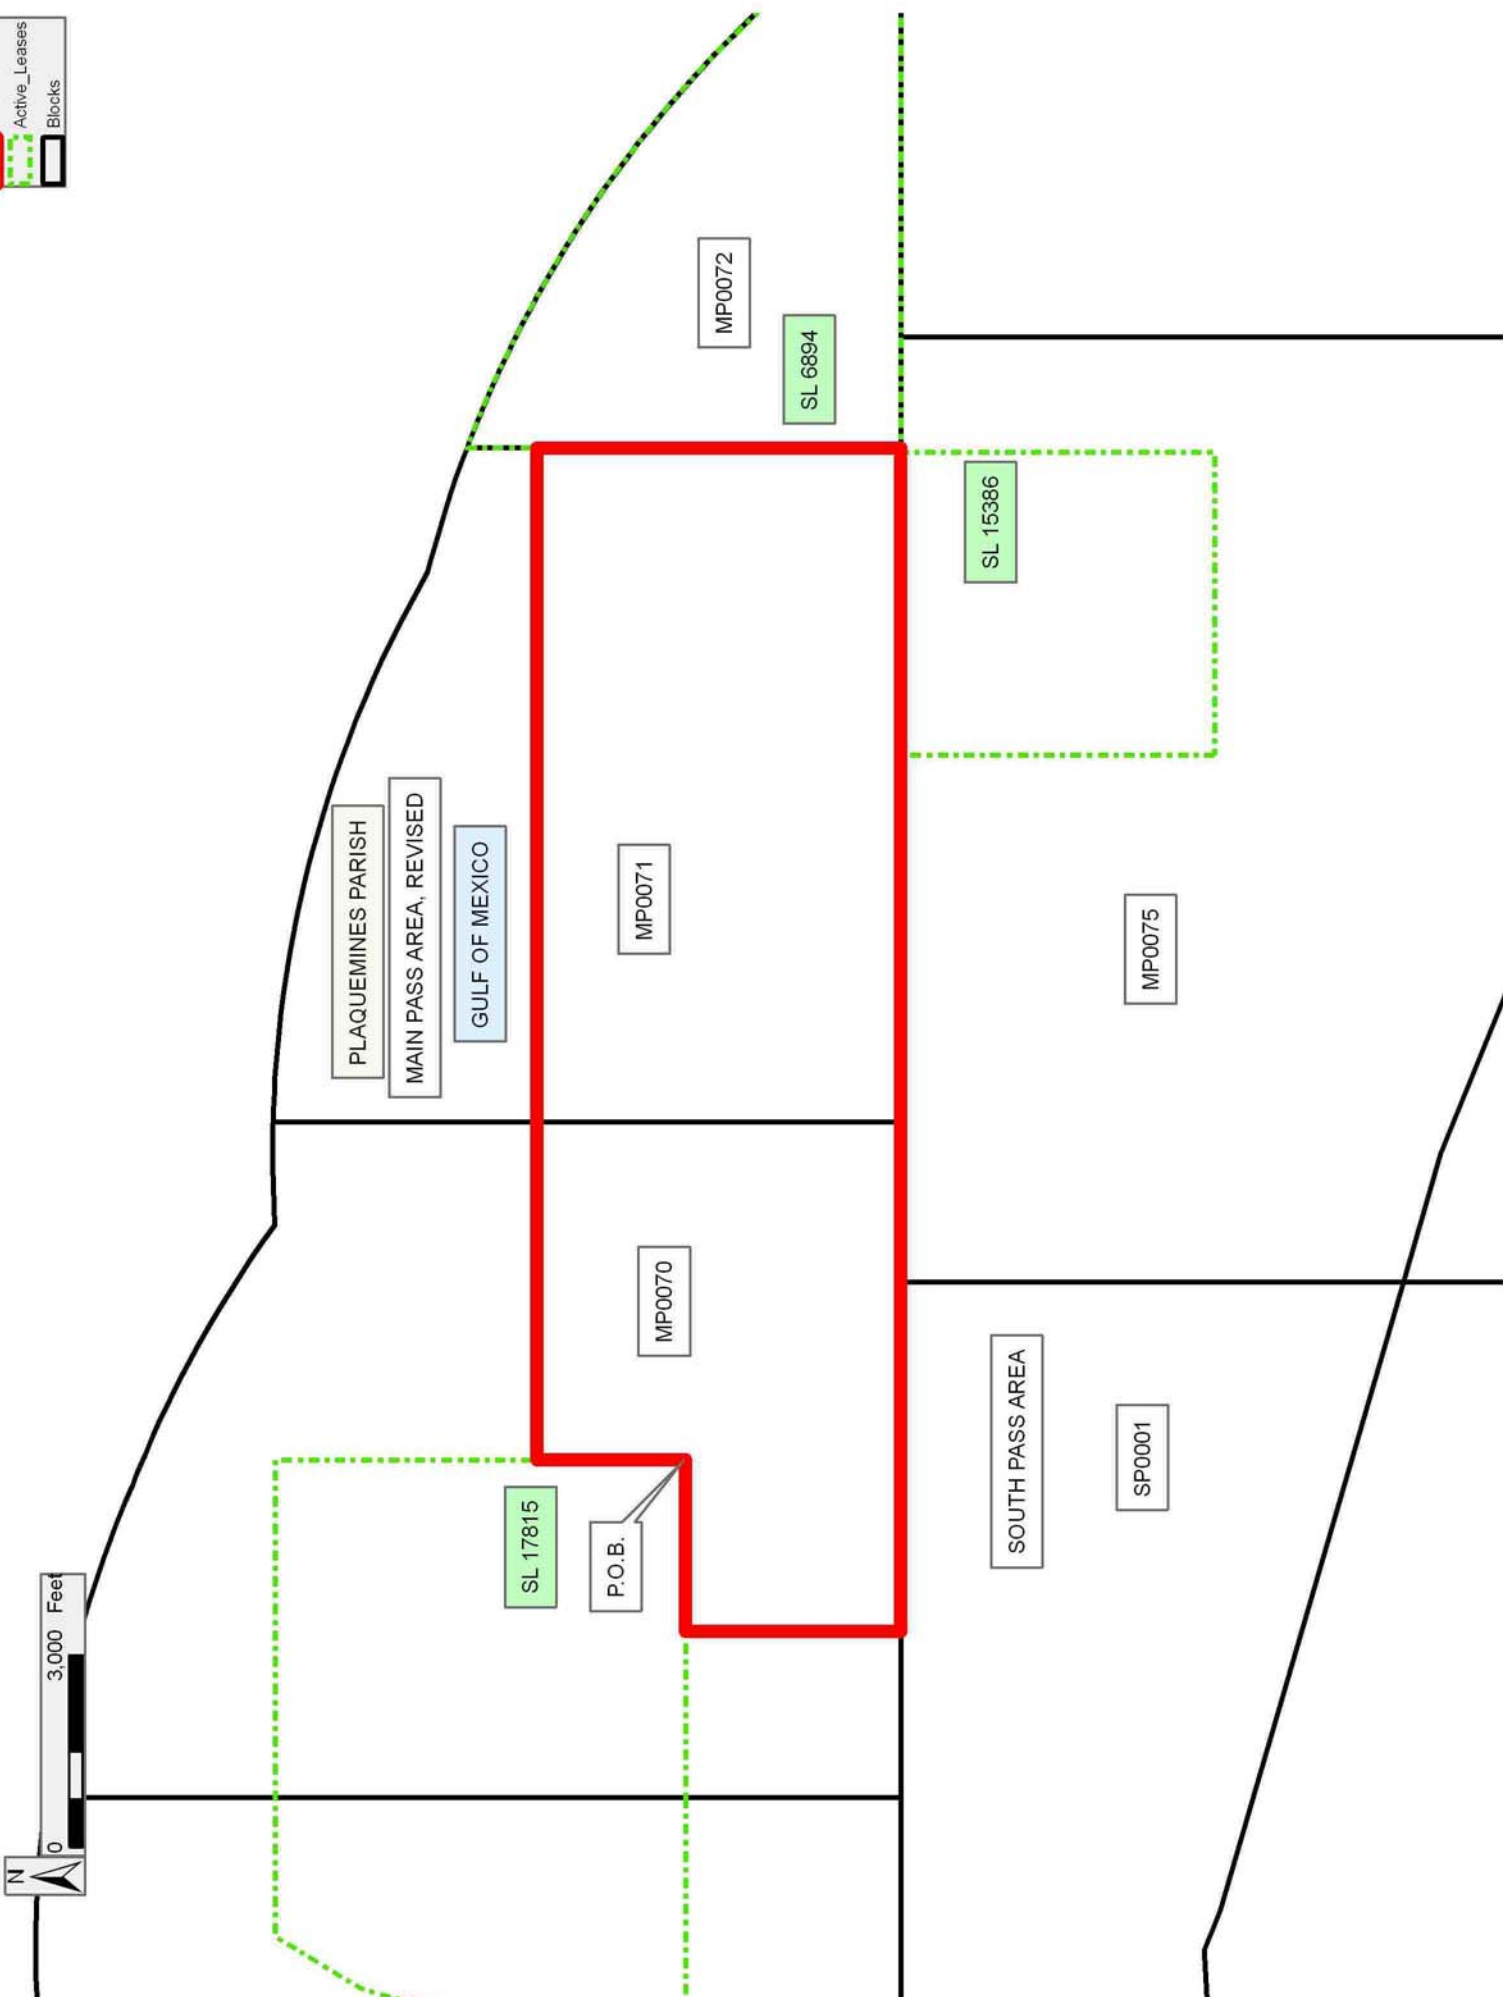 Active_Leases
Blocks
N
0
3,000
Feet
PLAQUEMINES PARISH
MAIN PASS AREA, REVISED
GULF OF MEXICO
MP0072
SL 6894
MP0071
SL 15386
MP0070
MP0075
SL 17815
P.O.B.
SOUTH PASS AREA
SP0001